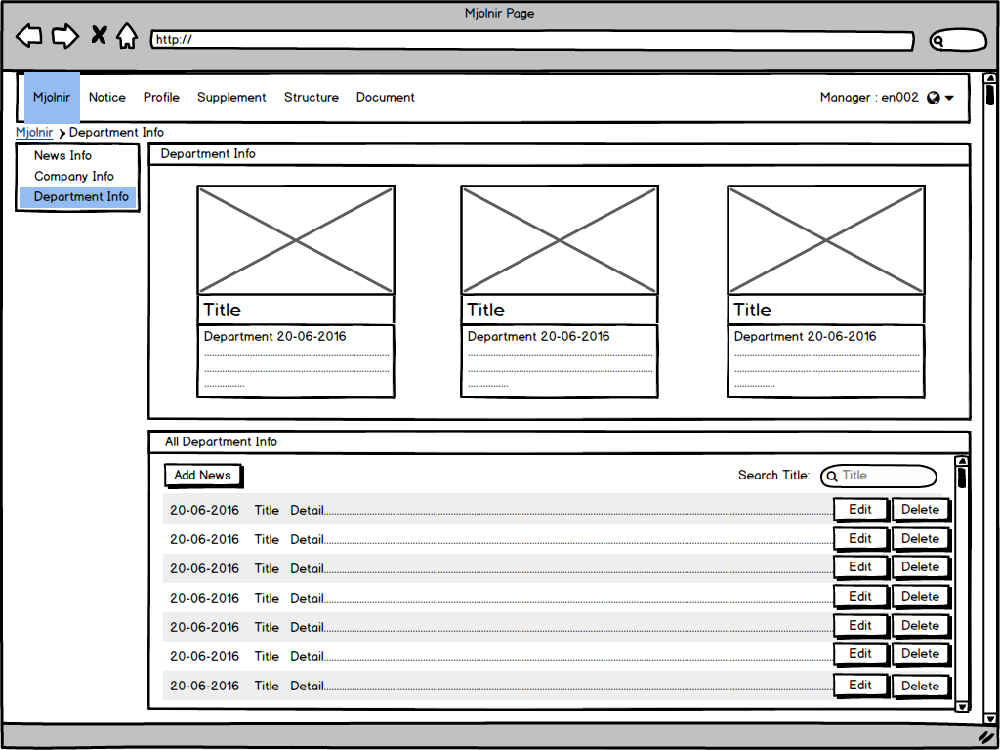 Mjolnir Page
http://
Mjolnir Notice Profile Supplement Structure Document Manager : en002
Mjolnir Department Info
News Info
Company Info
Department Info
Department Info
Title
Department 20-06-2016
Title
Department 20-06-2016
Title
Department 20-06-2016
All Department Info
Add News Search Title: Title
20-06-2016 Title Detail Edit Delete
20-06-2016 Title Detail Edit Delete
20-06-2016 Title Detail Edit Delete
20-06-2016 Title Detail Edit Delete
20-06-2016 Title Detail Edit Delete
20-06-2016 Title Detail Edit Delete
20-06-2016 Title Detail Edit Delete